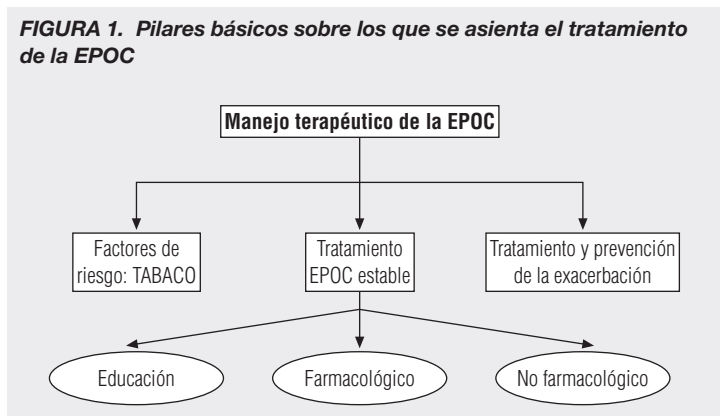 FIGURA 1. Pilares básicos sobre los que se asienta el tratamiento
de la EPOC
Manejo terapéutico de la EPOC
Factores de
riesgo: TABACO
Tratamiento
EPOC estable
Tratamiento y prevención
de la exacerbación
Educación
Farmacológico
No farmacológico